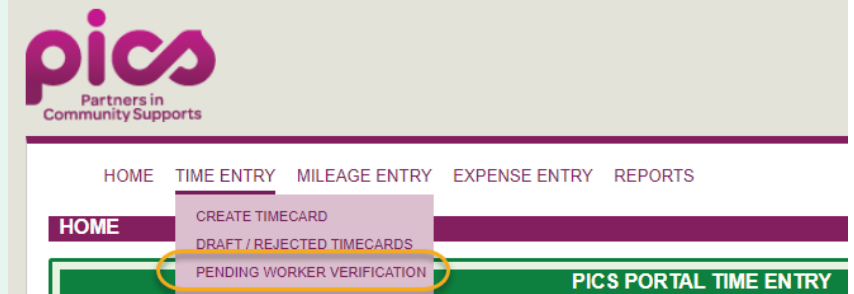 pics
Partners in
Community Supports
HOME TIME ENTRY MILEAGE ENTRY EXPENSE ENTRY REPORTS
CREATE TIMECARD
HOME
DRAFT / REJECTED TIMECARDS
PENDING WORKER VERIFICATION
PICS PORTAL TIME ENTRY